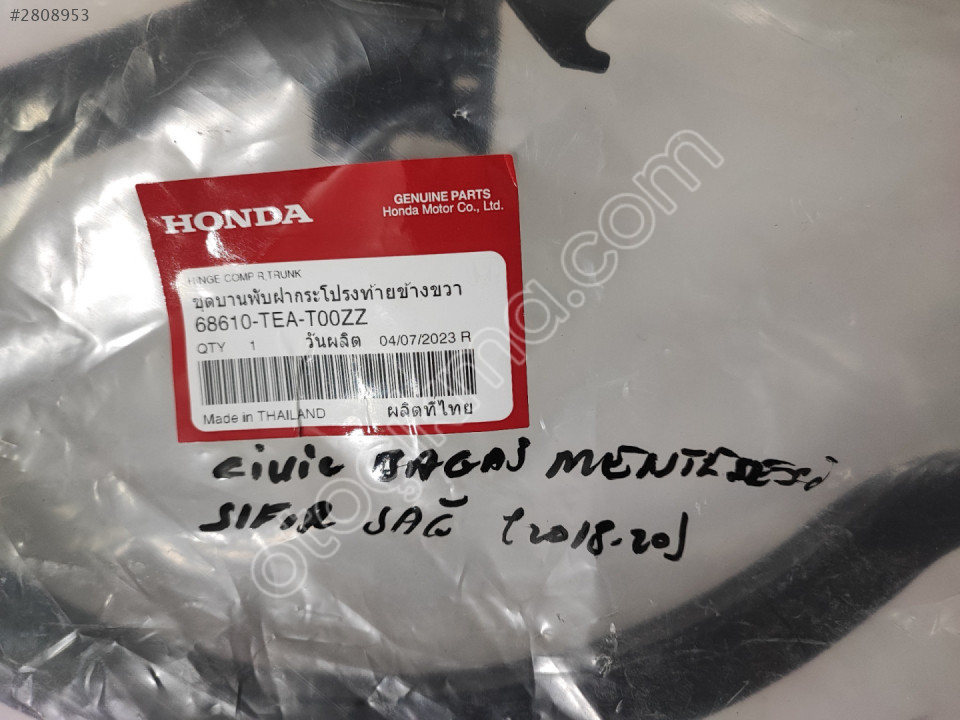 #2808953
HONDA
GENUINE PARTS
Honda Motor Co., Ltd.
HINGE COMP R,TRUNK
ชุดบานพับฝากระโปรงท้ายข้างขวา
68610-TEA-T00ZZ
QTY 1 วันผลิต 04/07/2023 R
Made in THAILAND ผลิตที่ไทย
CiViC BAGAJ MENTEŞESi
SIFIR SAĞ (2018-20)
otocikma.com